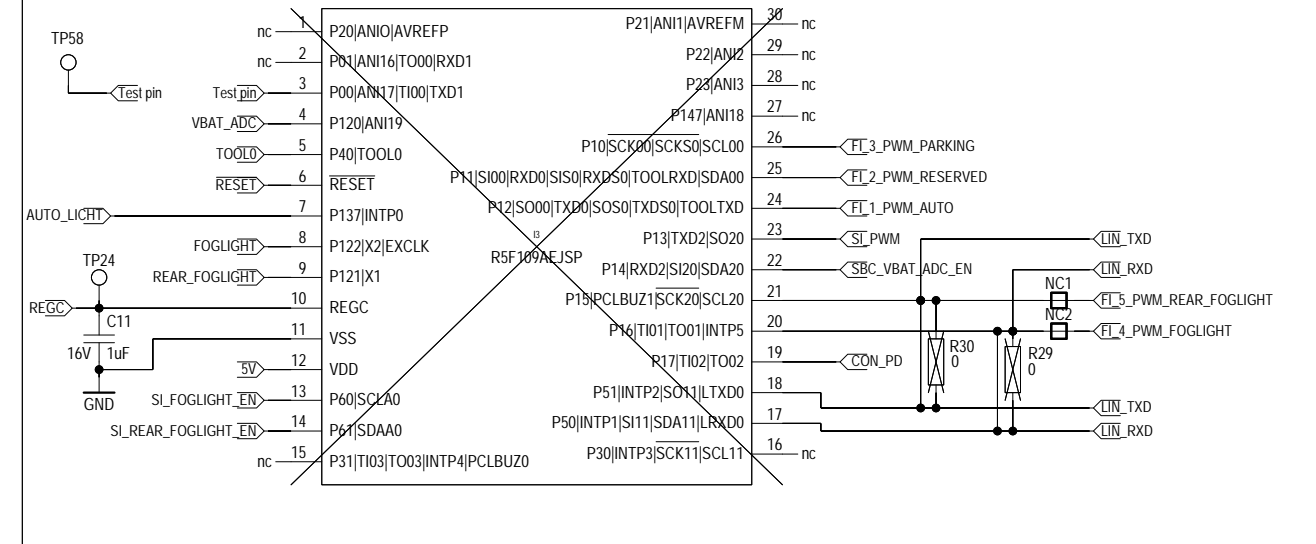 TP58
Test pin
nc 1 P20|ANIO|AVREFP
nc 2 P01|ANI16|TO00|RXD1
Test pin 3 P00|ANI17|TI00|TXD1
VBAT_ADC 4 P120|ANI19
TOOL0 5 P40|TOOL0
RESET 6 RESET
AUTO_LICHT 7 P137|INTP0
FOGLIGHT 8 P122|X2|EXCLK
REAR_FOGLIGHT 9 P121|X1
TP24
REGC 10 REGC
C11
16V 1uF
11 VSS
5V 12 VDD
GND
SI_FOGLIGHT_EN 13 P60|SCLA0
SI_REAR_FOGLIGHT_EN 14 P61|SDAA0
nc 15 P31|TI03|TO03|INTP4|PCLBUZ0
I3
R5F109AEJSP
P21|ANI1|AVREFM 30 nc
P22|ANI2 29 nc
P23|ANI3 28 nc
P147|ANI18 27 nc
P10|SCK00|SCKS0|SCL00 26 FI_3_PWM_PARKING
P11|SI00|RXD0|SIS0|RXDS0|TOOLRXD|SDA00 25 FI_2_PWM_RESERVED
P12|SO00|TXD0|SOS0|TXDS0|TOOLTXD 24 FI_1_PWM_AUTO
P13|TXD2|SO20 23 SI_PWM
LIN_TXD
P14|RXD2|SI20|SDA20 22 SBC_VBAT_ADC_EN
LIN_RXD
NC1
P15|PCLBUZ1|SCK20|SCL20 21 FI_5_PWM_REAR_FOGLIGHT
NC2
P16|TI01|TO01|INTP5 20 FI_4_PWM_FOGLIGHT
P17|TI02|TO02 19 CON_PD
R30
0
R29
0
P51|INTP2|SO11|LTXD0 18 LIN_TXD
P50|INTP1|SI11|SDA11|LRXD0 17 LIN_RXD
P30|INTP3|SCK11|SCL11 16 nc